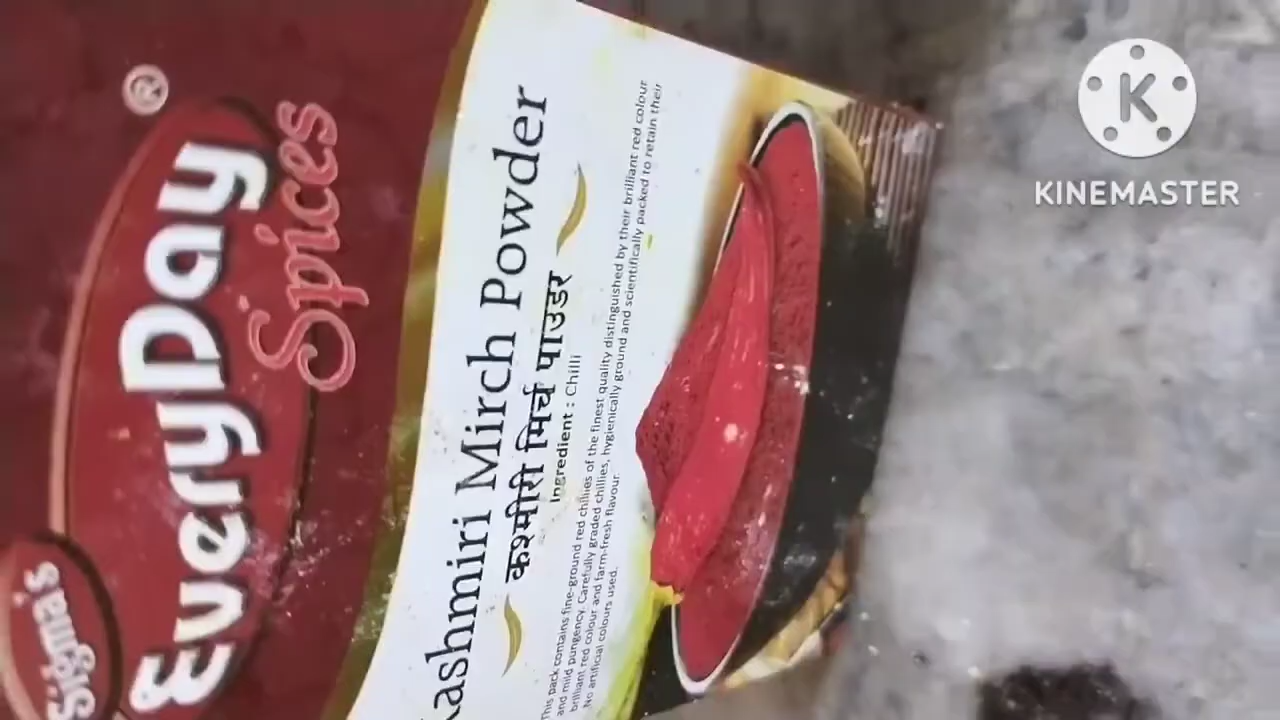 Sigma's
EveryDay®
Spices
Kashmiri Mirch Powder
कश्मीरी मिर्च पाउडर
Ingredient : Chilli
This pack contains fine-ground red chillies of the finest quality distinguished by their brilliant red colour
and mild pungency. Carefully graded chillies, hygienically ground and scientifically packed to retain their
brilliant red colour and farm-fresh flavour.
No artificial colours used.
K
KINEMASTER